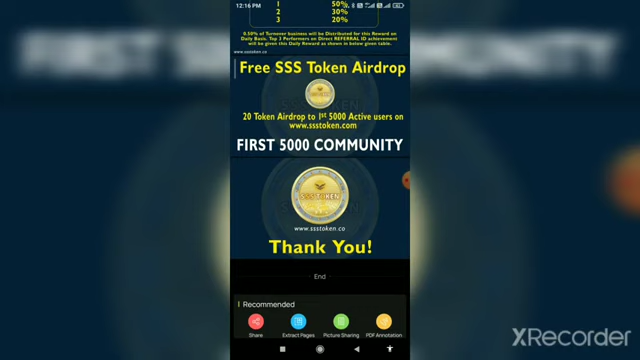 12:16 PM
1 50%
2 30%
3 20%
0.50% of Turnover business will be Distributed for this Reward on
Daily Basis. Top 3 Performers on Direct REFERRAL ID achievement
will be given this Daily Reward as shown in below given table.
www.ssstoken.co
Free SSS Token Airdrop
20 Token Airdrop to 1st 5000 Active users on
www.ssstoken.com
FIRST 5000 COMMUNITY
SSS TOKEN
www.ssstoken.co
Thank You!
End
Recommended
Share Extract Pages Picture Sharing PDF Annotation
XRecorder